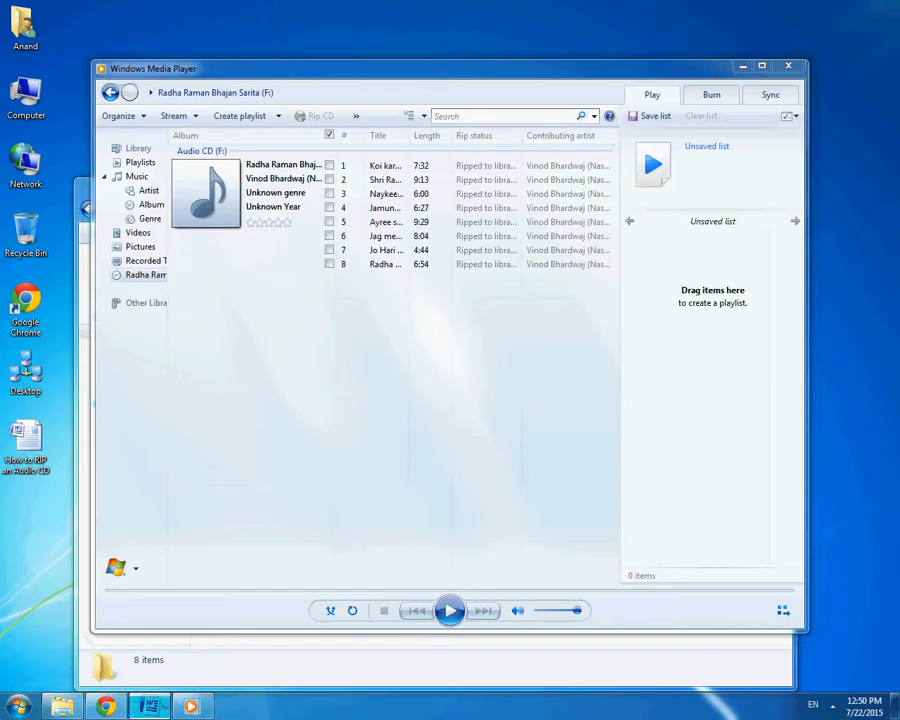 Anand
Computer
Network
Recycle Bin
Google
Chrome
Desktop
How to RIP
an Audio CD
Windows Media Player
Radha Raman Bhajan Sarita (F:)
Organize Stream Create playlist Rip CD » Search
Play Burn Sync
Save list Clear list
Album # Title Length Rip status Contributing artist
Library
Playlists
Music
Artist
Album
Genre
Videos
Pictures
Recorded T
Radha Ram
Other Libra
Audio CD (F:)
Radha Raman Bhaj...
Vinod Bhardwaj (N...
Unknown genre
Unknown Year
1 Koi kar... 7:32 Ripped to libra... Vinod Bhardwaj (Nas...
2 Shri Ra... 9:13 Ripped to libra... Vinod Bhardwaj (Nas...
3 Naykee... 6:00 Ripped to libra... Vinod Bhardwaj (Nas...
4 Jamun... 6:27 Ripped to libra... Vinod Bhardwaj (Nas...
5 Ayree s... 9:29 Ripped to libra... Vinod Bhardwaj (Nas...
6 Jag me... 8:04 Ripped to libra... Vinod Bhardwaj (Nas...
7 Jo Hari ... 4:44 Ripped to libra... Vinod Bhardwaj (Nas...
8 Radha ... 6:54 Ripped to libra... Vinod Bhardwaj (Nas...
Unsaved list
Unsaved list
Drag items here
to create a playlist.
0 items
8 items
EN
12:50 PM
7/22/2015